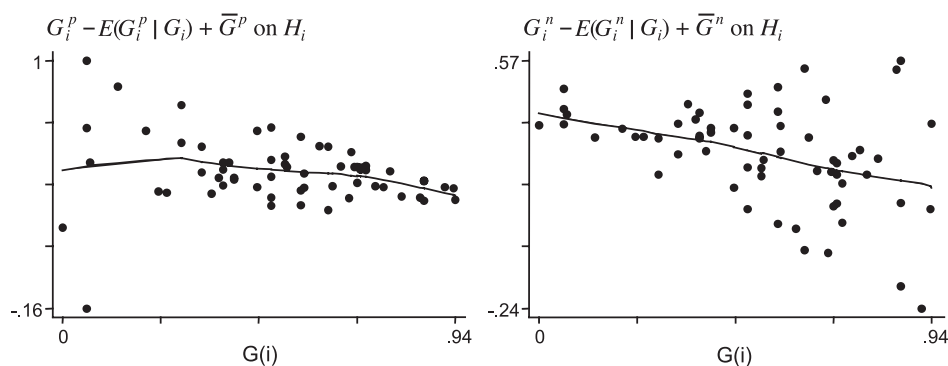 G_i^p – E(G_i^p | G_i) + G̅^p on H_i
1
-.16
0
.94
G(i)
G_i^n – E(G_i^n | G_i) + G̅^n on H_i
.57
-.24
0
.94
G(i)